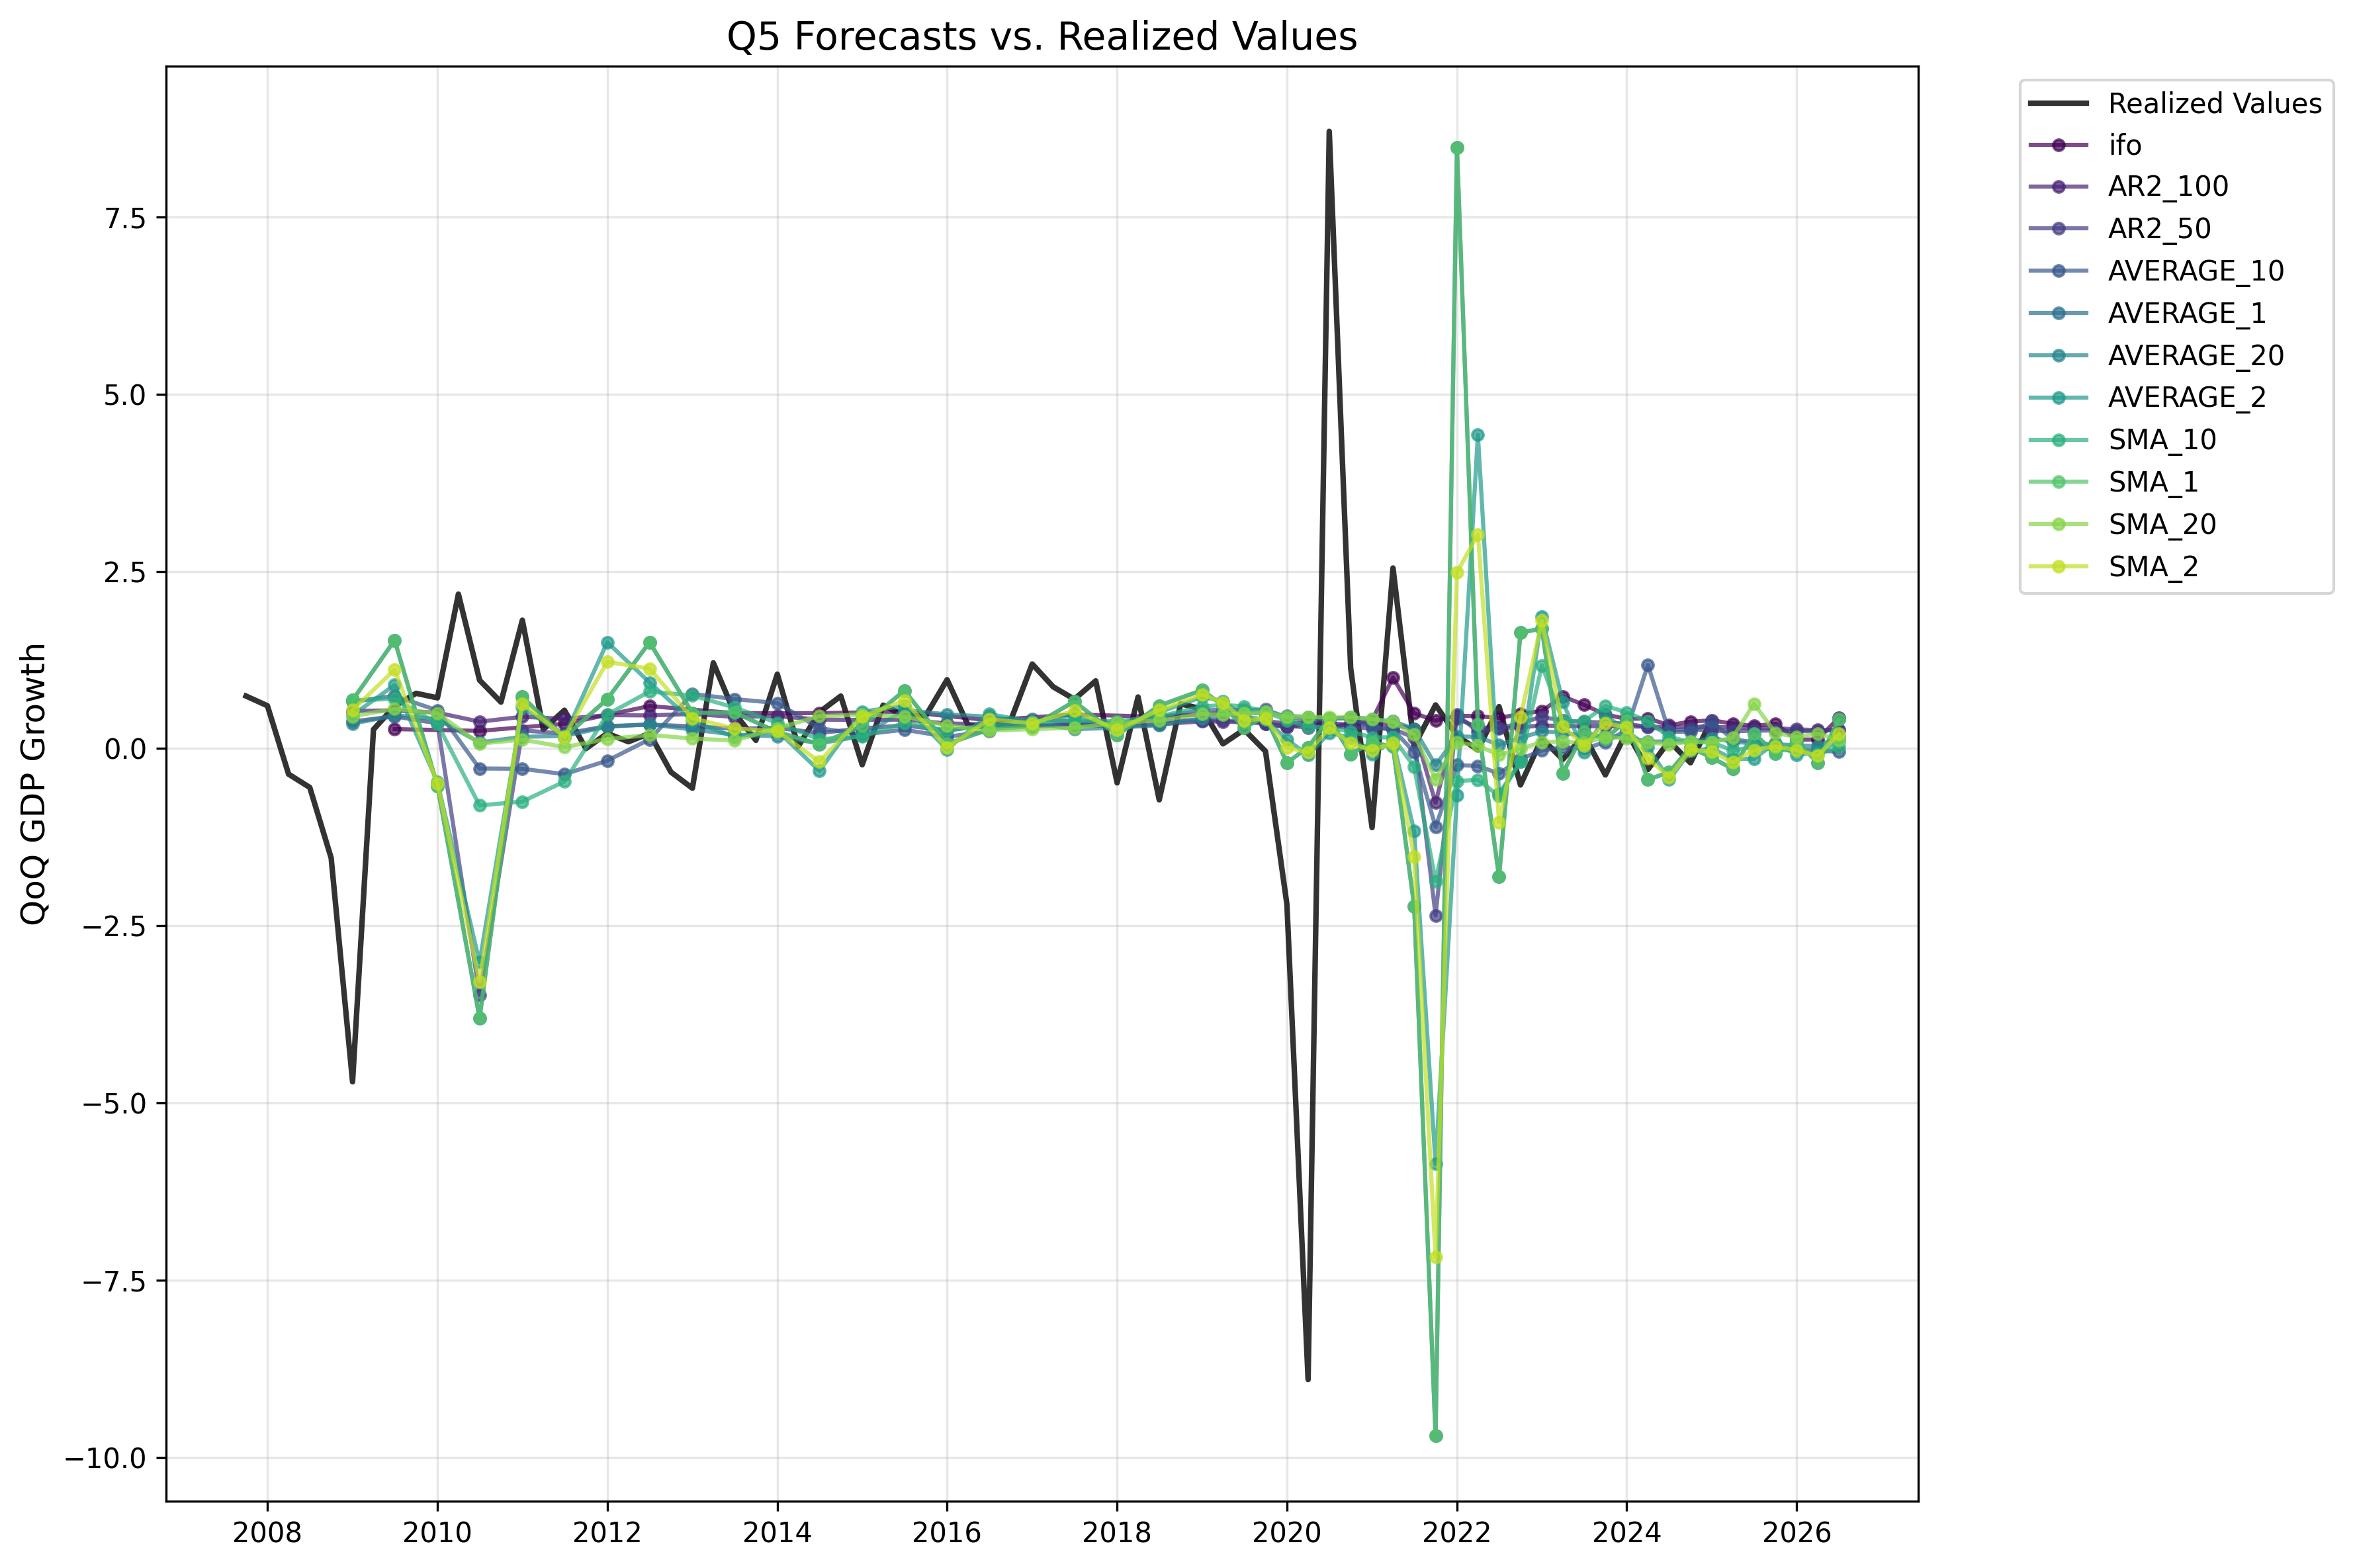 Q5 Forecasts vs. Realized Values
QoQ GDP Growth
7.5
5.0
2.5
0.0
−2.5
−5.0
−7.5
−10.0
2008 2010 2012 2014 2016 2018 2020 2022 2024 2026
Realized Values
ifo
AR2_100
AR2_50
AVERAGE_10
AVERAGE_1
AVERAGE_20
AVERAGE_2
SMA_10
SMA_1
SMA_20
SMA_2